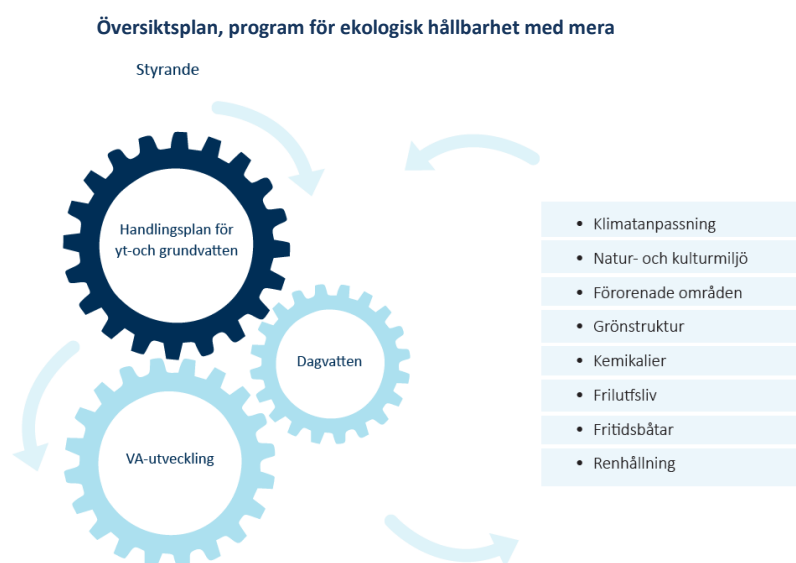 Översiktsplan, program för ekologisk hållbarhet med mera
Styrande
Handlingsplan för
yt-och grundvatten
Dagvatten
VA-utveckling
• Klimatanpassning
• Natur- och kulturmiljö
• Förorenade områden
• Grönstruktur
• Kemikalier
• Frilutfsliv
• Fritidsbåtar
• Renhållning